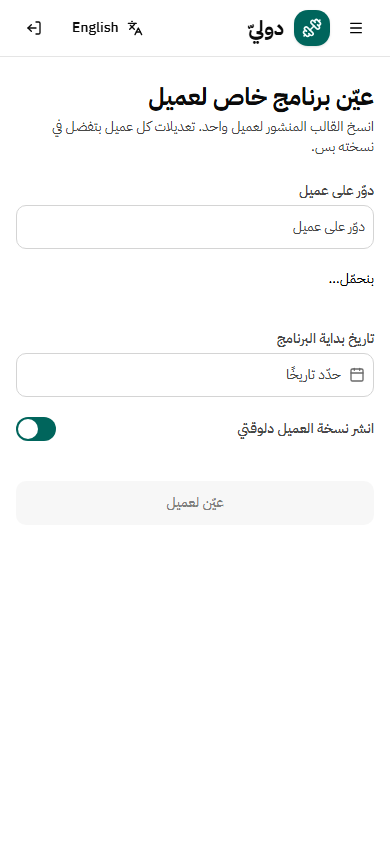 دوليّ
English
عيّن برنامج خاص لعميل
انسخ القالب المنشور لعميل واحد. تعديلات كل عميل بتفضل في
نسخته بس.
دوّر على عميل
دوّر على عميل
بنحمّل...
تاريخ بداية البرنامج
حدّد تاريخًا
انشر نسخة العميل دلوقتي
عيّن لعميل